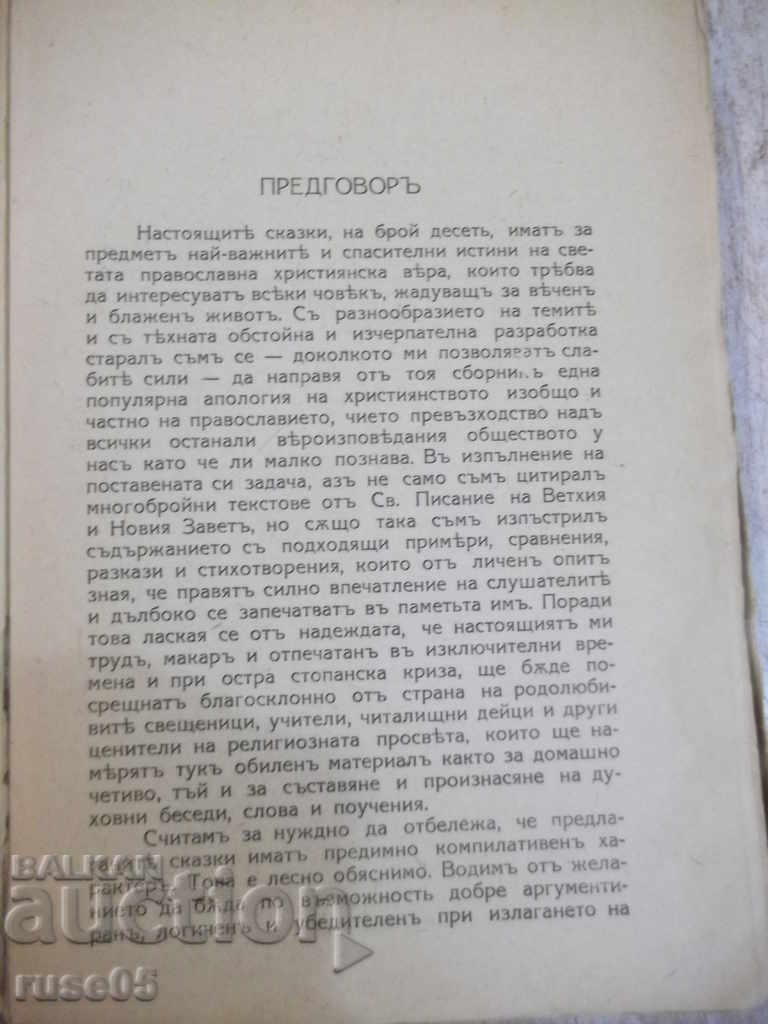 ПРЕДГОВОРЪ
Настоящитѣ сказки, на брой десеть, иматъ за
предметъ най-важнитѣ и спасителни истини на све-
тата православна християнска вѣра, които трѣбва
да интересуватъ всѣки човѣкъ, жадуващъ за вѣченъ
и блаженъ животъ. Съ разнообразието на темитѣ
и съ тѣхната обстойна и изчерпателна разработка
старалъ съмъ се — доколкото ми позволяватъ сла-
битѣ сили — да направя отъ тоя сборникъ една
популярна апология на християнството изобщо и
частно на православието, чието превъзходство надъ
всички останали вѣроизповѣдания обществото у
насъ като че ли малко познава. Въ изпълнение на
поставената си задача, азъ не само съмъ цитиралъ
многобройни текстове отъ Св. Писание на Ветхия
и Новия Заветъ, но сѫщо така съмъ изпъстрилъ
съдържанието съ подходящи примѣри, сравнения,
разкази и стихотворения, които отъ личенъ опитъ
зная, че правятъ силно впечатление на слушателитѣ
и дълбоко се запечатватъ въ паметьта имъ. Поради
това лаская се отъ надеждата, че настоящиятъ ми
трудъ, макаръ и отпечатанъ въ изключителни вре-
мена и при остра стопанска криза, ще бѫде по-
срещнатъ благосклонно отъ страна на родолюби-
витѣ свещеници, учители, читалищни дейци и други
ценители на религиозната просвѣта, които ще на-
мѣрятъ тукъ обиленъ материалъ както за домашно
четиво, тъй и за съставяне и произнасяне на ду-
ховни беседи, слова и поучения.
Считамъ за нуждно да отбележа, че предла-
ганитѣ сказки иматъ предимно компилативенъ ха-
рактеръ. Това е лесно обяснимо. Водимъ отъ жела-
нието да бѫда по възможность добре аргументи-
ранъ, логиченъ и убедителенъ при излагането на
BALKAN
auction
ruse05